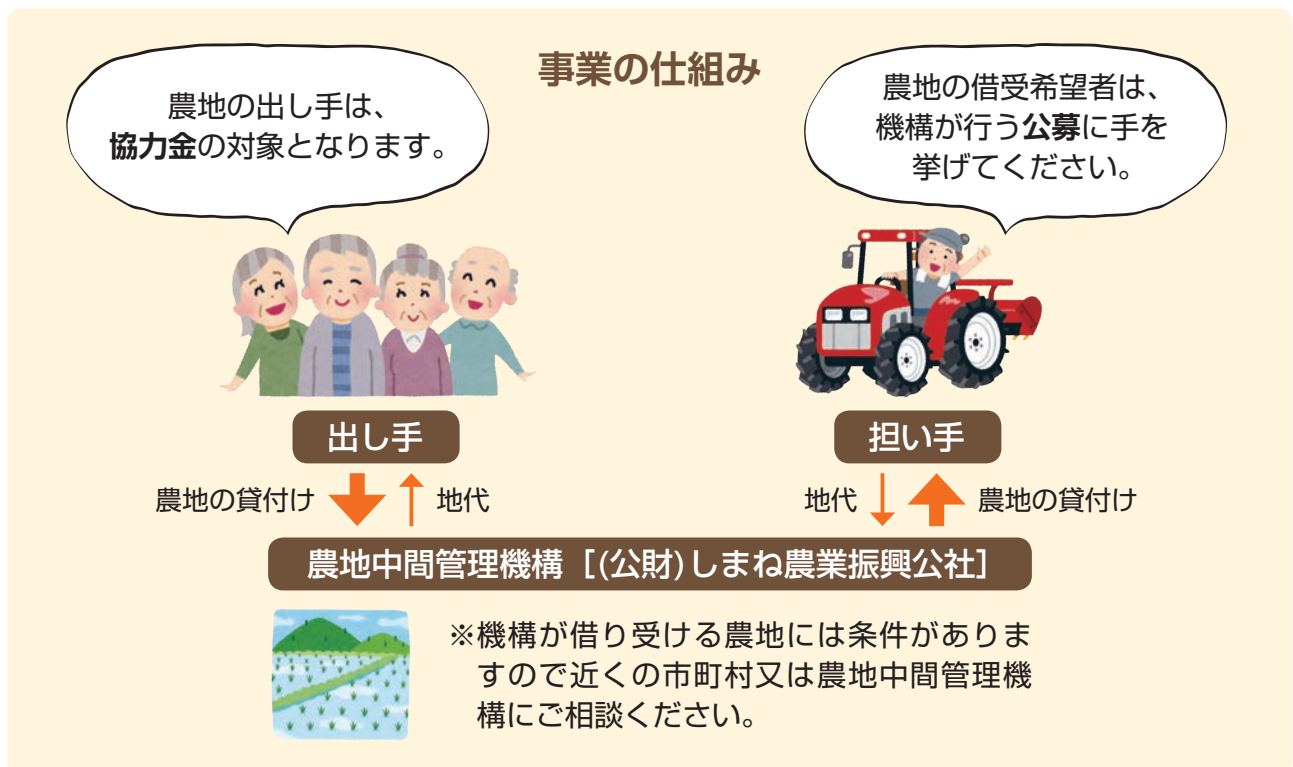 事業の仕組み
農地の出し手は、
協力金の対象となります。
農地の借受希望者は、
機構が行う公募に手を
挙げてください。
出し手
担い手
農地の貸付け
地代
地代
農地の貸付け
農地中間管理機構［(公財)しまね農業振興公社］
※機構が借り受ける農地には条件がありま
すので近くの市町村又は農地中間管理機
構にご相談ください。